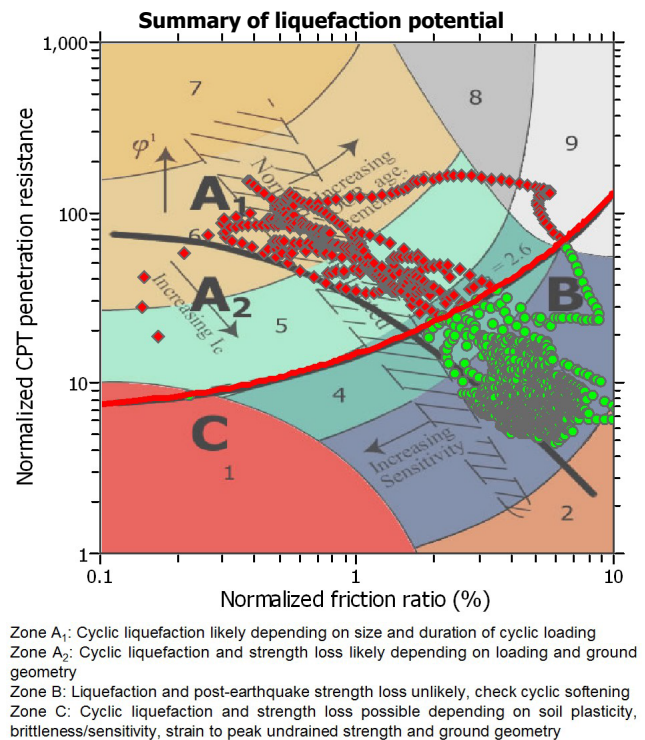 Summary of liquefaction potential
1,000
7
8
9
φ'
A1
Increasing
age,
100
6
= 2.6
A2
B
Increasing Ic
5
10
4
C
Increasing
Sensitivity
1
2
1
0.1
1
10
Normalized CPT penetration resistance
Normalized friction ratio (%)
Zone A1: Cyclic liquefaction likely depending on size and duration of cyclic loading
Zone A2: Cyclic liquefaction and strength loss likely depending on loading and ground
geometry
Zone B: Liquefaction and post-earthquake strength loss unlikely, check cyclic softening
Zone C: Cyclic liquefaction and strength loss possible depending on soil plasticity,
brittleness/sensitivity, strain to peak undrained strength and ground geometry